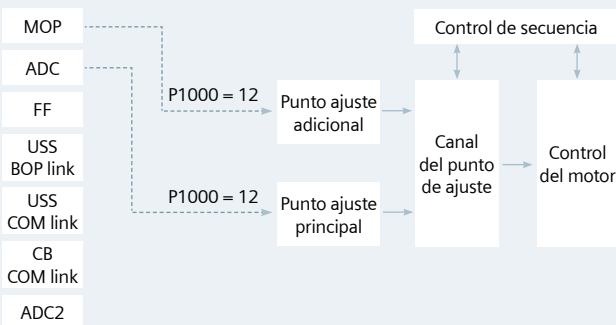 MOP
ADC
FF
USS
BOP link
USS
COM link
CB
COM link
ADC2
P1000 = 12
P1000 = 12
Punto ajuste
adicional
Punto ajuste
principal
Control de secuencia
Canal
del punto
de ajuste
Control
del motor